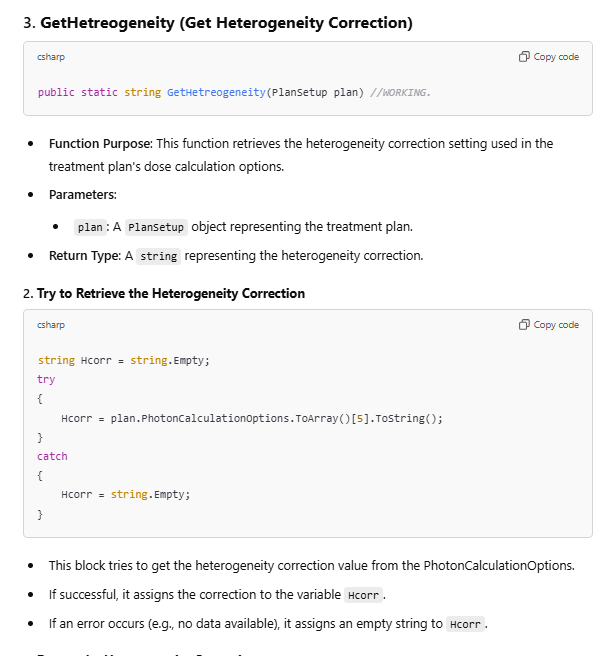 3. GetHetreogeneity (Get Heterogeneity Correction)
csharp
Copy code
public static string GetHetreogeneity(PlanSetup plan) //WORKING.
• Function Purpose: This function retrieves the heterogeneity correction setting used in the
treatment plan's dose calculation options.
• Parameters:
• plan : A PlanSetup object representing the treatment plan.
• Return Type: A string representing the heterogeneity correction.
2. Try to Retrieve the Heterogeneity Correction
csharp
Copy code
string Hcorr = string.Empty;
try
{
Hcorr = plan.PhotonCalculationOptions.ToArray()[5].ToString();
}
catch
{
Hcorr = string.Empty;
}
• This block tries to get the heterogeneity correction value from the PhotonCalculationOptions.
• If successful, it assigns the correction to the variable Hcorr .
• If an error occurs (e.g., no data available), it assigns an empty string to Hcorr .